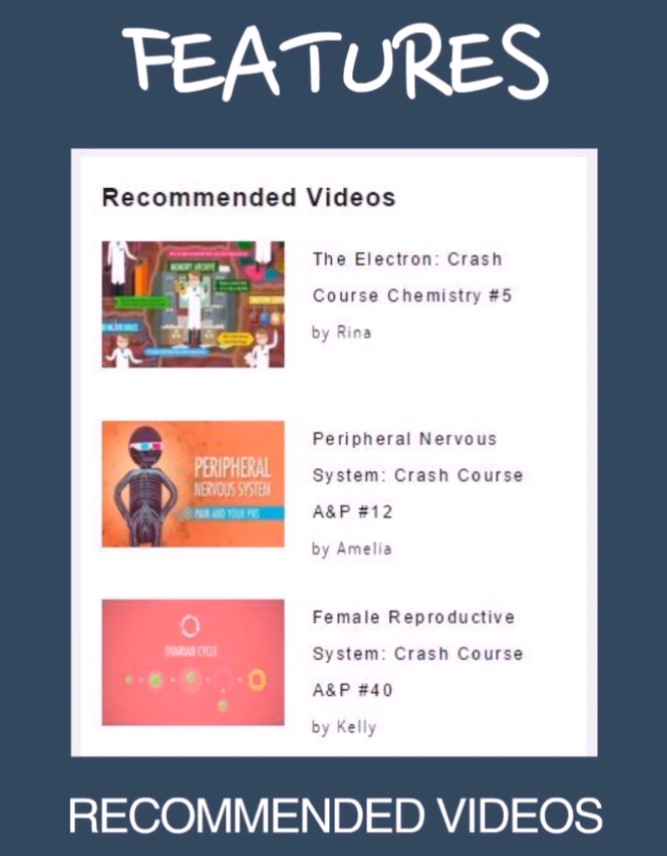 FEATURES
Recommended Videos
MEMORY ARCHIVE
The Electron: Crash
Course Chemistry #5
by Rina
PERIPHERAL
NERVOUS SYSTEM
PAIN AND YOUR PNS
Peripheral Nervous
System: Crash Course
A&P #12
by Amelia
OVARIAN CYCLE
Female Reproductive
System: Crash Course
A&P #40
by Kelly
RECOMMENDED VIDEOS